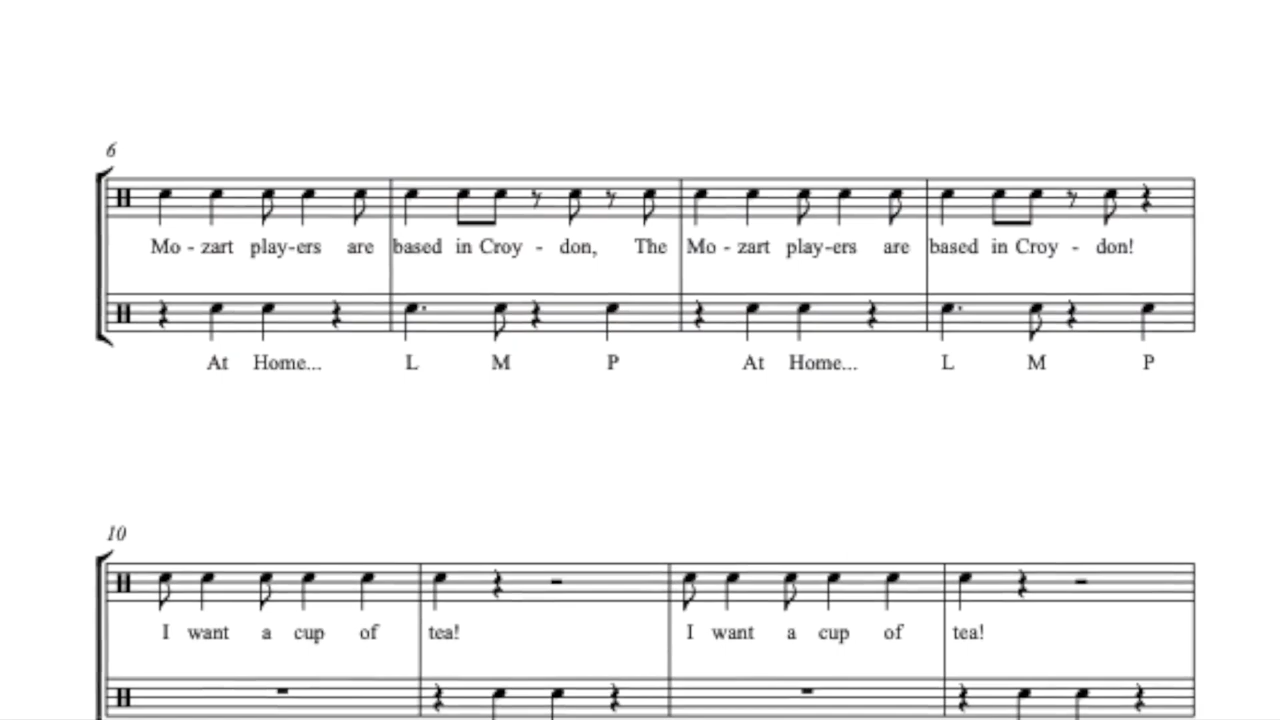 6
Mo - zart play-ers are based in Croy - don, The Mo - zart play-ers are based in Croy - don!
At Home... L M P At Home... L M P
10
I want a cup of tea! I want a cup of tea!